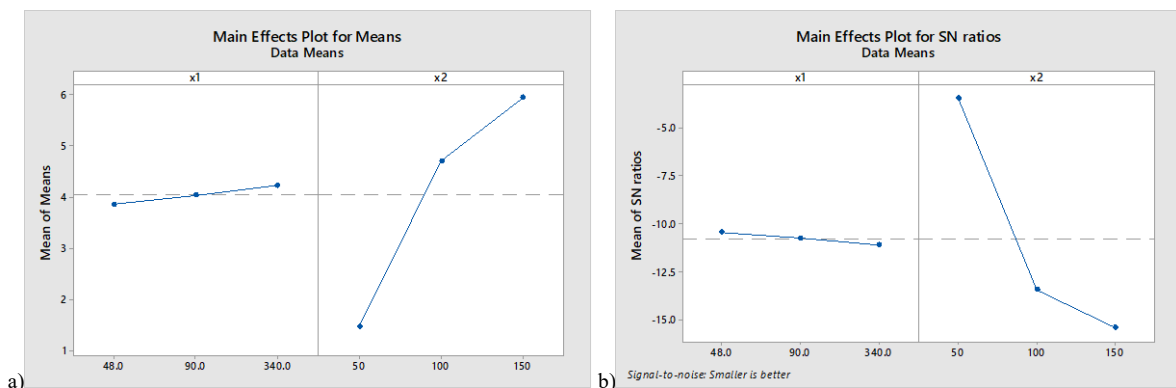 Main Effects Plot for Means
Data Means
x1 x2
Mean of Means
6
5
4
3
2
1
48.0 90.0 340.0 50 100 150
a)
Main Effects Plot for SN ratios
Data Means
x1 x2
Mean of SN ratios
-5.0
-7.5
-10.0
-12.5
-15.0
48.0 90.0 340.0 50 100 150
Signal-to-noise: Smaller is better
b)